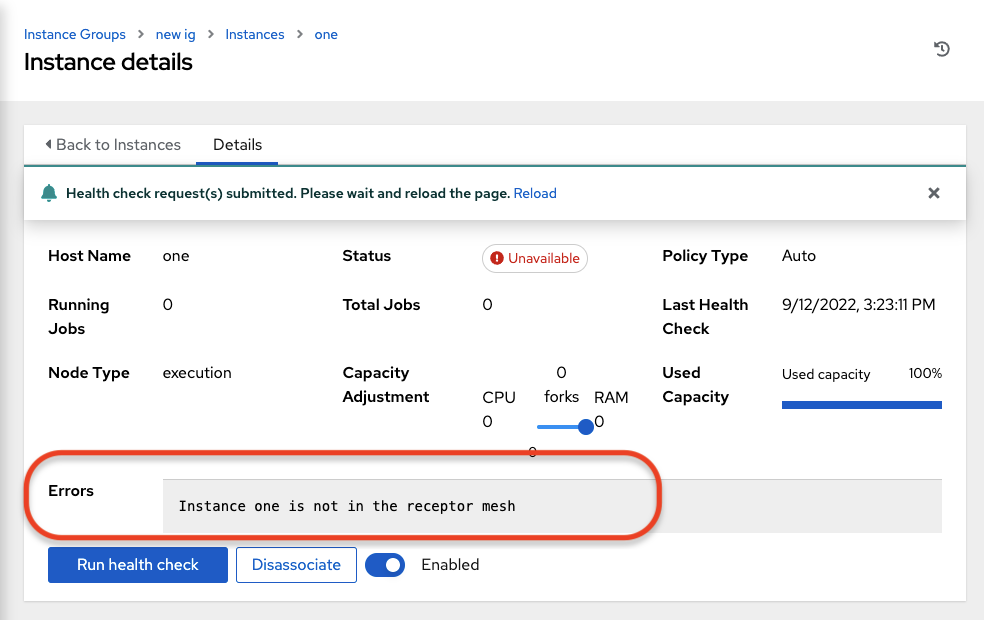 Instance Groups > new ig > Instances > one
Instance details
Back to Instances
Details
Health check request(s) submitted. Please wait and reload the page. Reload
Host Name
one
Status
Unavailable
Policy Type
Auto
Running
Jobs
0
Total Jobs
0
Last Health
Check
9/12/2022, 3:23:11 PM
Node Type
execution
Capacity
Adjustment
CPU
0
0
forks
RAM
0
0
Used
Capacity
Used capacity
100%
Errors
Instance one is not in the receptor mesh
Run health check
Disassociate
Enabled